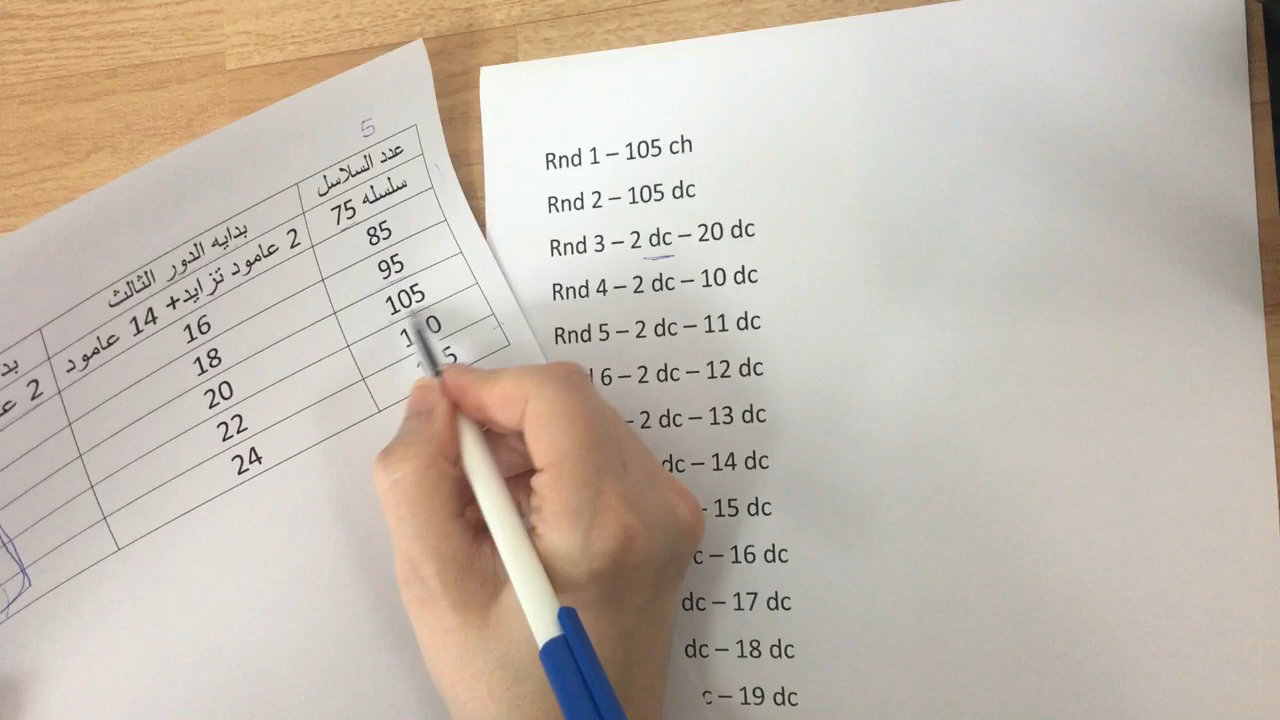 5
عدد السلاسل
بدايه الدور الثالث
سلسله 75
2 عامود تزايد+ 14 عامود
85
16
95
18
105
20
22
24
Rnd 1 – 105 ch
Rnd 2 – 105 dc
Rnd 3 – 2 dc – 20 dc
Rnd 4 – 2 dc – 10 dc
Rnd 5 – 2 dc – 11 dc
6 – 2 dc – 12 dc
- 2 dc – 13 dc
dc – 14 dc
- 15 dc
c – 16 dc
dc – 17 dc
dc – 18 dc
c – 19 dc